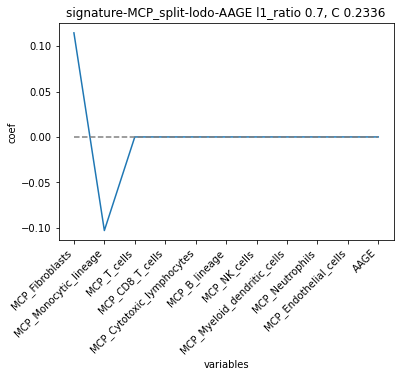 signature-MCP_split-lodo-AAGE l1_ratio 0.7, C 0.2336
0.10
0.05
0.00
−0.05
−0.10
coef
MCP_Fibroblasts
MCP_Monocytic_lineage
MCP_T_cells
MCP_CD8_T_cells
MCP_Cytotoxic_lymphocytes
MCP_B_lineage
MCP_NK_cells
MCP_Myeloid_dendritic_cells
MCP_Neutrophils
MCP_Endothelial_cells
AAGE
variables